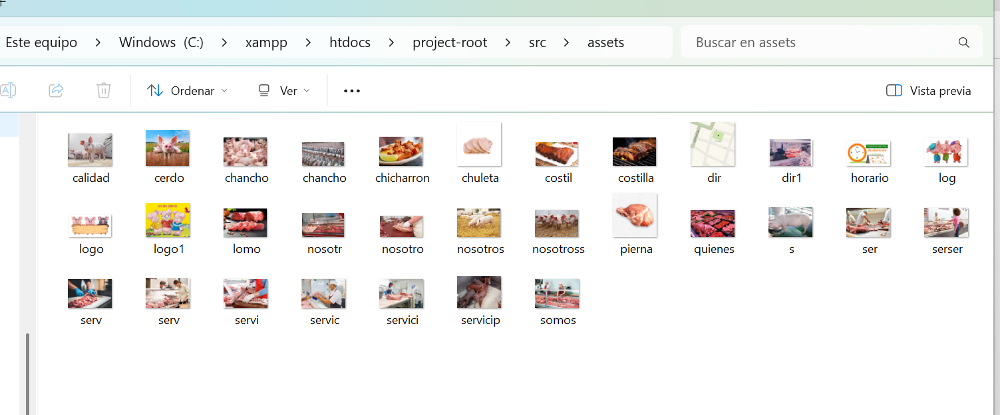 Este equipo > Windows (C:) > xampp > htdocs > project-root > src > assets
Buscar en assets
Ordenar
Ver
Vista previa
calidad cerdo chancho chancho chicharron chuleta costil costilla dir dir1 horario log
logo logo1 lomo nosotr nosotro nosotros nosotross pierna quienes s ser serser
serv serv servi servic servici servicip somos